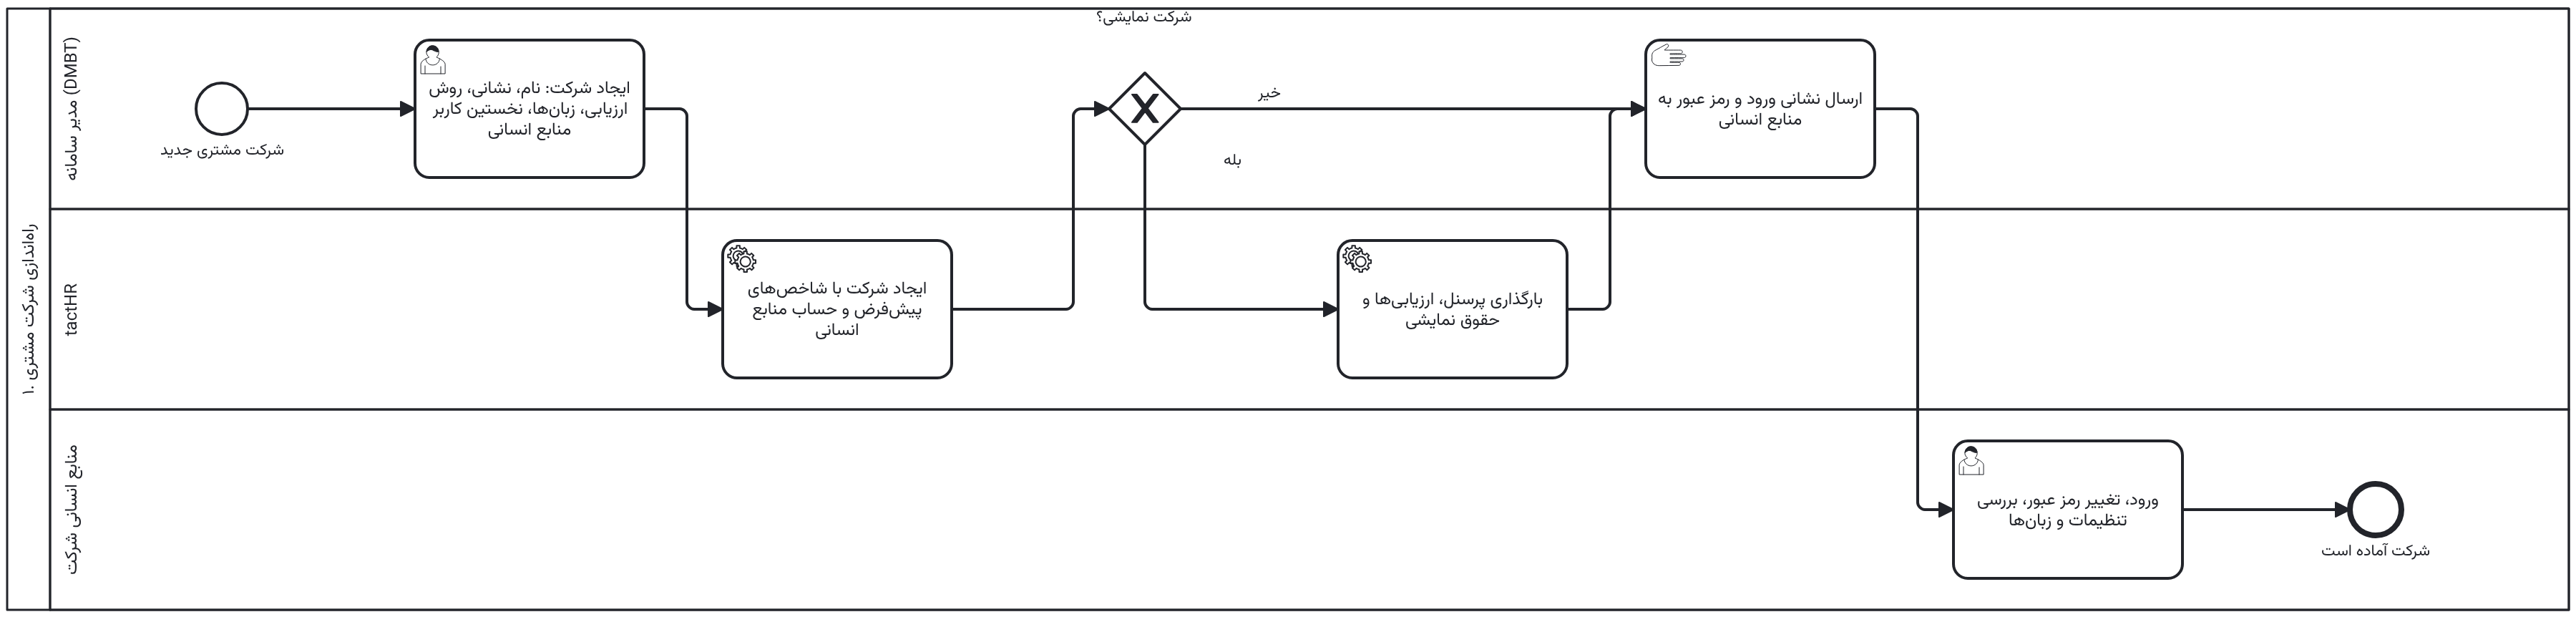 ۱. راه‌اندازی شرکت مشتری
مدیر سامانه (DMBT)
شرکت مشتری جدید
ایجاد شرکت: نام، نشانی، روش
ارزیابی، زبان‌ها، نخستین کاربر
منابع انسانی
شرکت نمایشی؟
خیر
بله
ارسال نشانی ورود و رمز عبور به
منابع انسانی
tactHR
ایجاد شرکت با شاخص‌های
پیش‌فرض و حساب منابع
انسانی
بارگذاری پرسنل، ارزیابی‌ها و
حقوق نمایشی
منابع انسانی شرکت
ورود، تغییر رمز عبور، بررسی
تنظیمات و زبان‌ها
شرکت آماده است